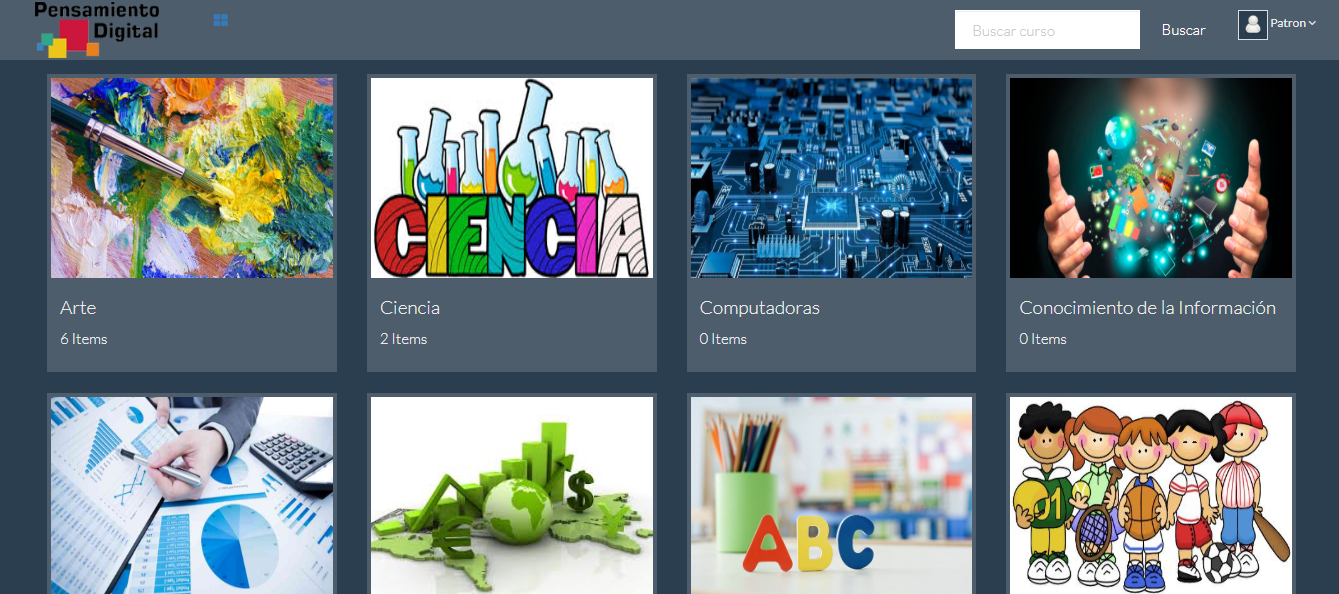 Pensamiento
Digital
Buscar curso
Buscar
Patron
CIENCIA
Arte
6 Items
Ciencia
2 Items
Computadoras
0 Items
Conocimiento de la Información
0 Items
$
€
¥
ABC
01